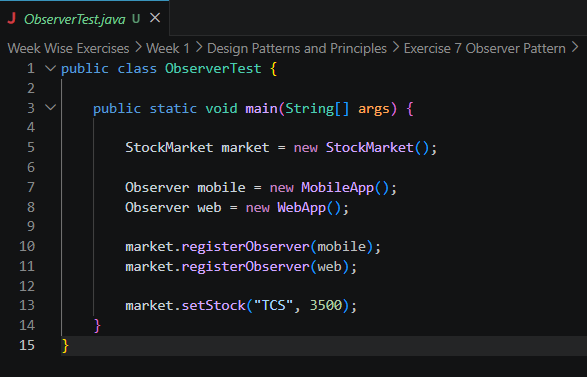 J ObserverTest.java U ×
Week Wise Exercises > Week 1 > Design Patterns and Principles > Exercise 7 Observer Pattern >
1 public class ObserverTest {
2
3     public static void main(String[] args) {
4
5         StockMarket market = new StockMarket();
6
7         Observer mobile = new MobileApp();
8         Observer web = new WebApp();
9
10         market.registerObserver(mobile);
11         market.registerObserver(web);
12
13         market.setStock("TCS", 3500);
14     }
15 }